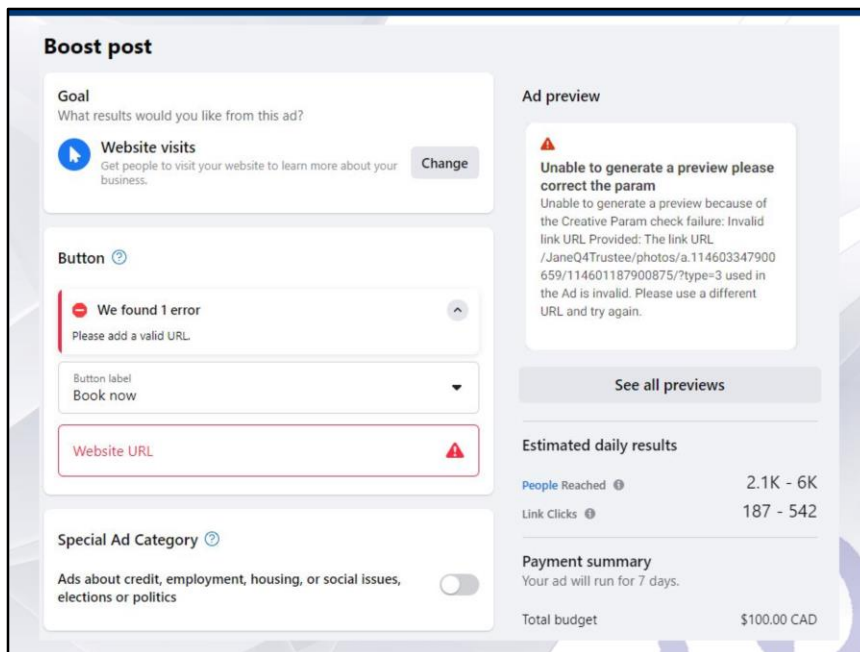 Boost post
Goal
What results would you like from this ad?
Website visits
Get people to visit your website to learn more about your
business.
Change
Button
We found 1 error
Please add a valid URL.
Button label
Book now
Website URL
Special Ad Category
Ads about credit, employment, housing, or social issues,
elections or politics
Ad preview
Unable to generate a preview please
correct the param
Unable to generate a preview because of
the Creative Param check failure: Invalid
link URL Provided: The link URL
/JaneQ4Trustee/photos/a.114603347900
659/114601187900875/?type=3 used in
the Ad is invalid. Please use a different
URL and try again.
See all previews
Estimated daily results
People Reached 2.1K - 6K
Link Clicks 187 - 542
Payment summary
Your ad will run for 7 days.
Total budget $100.00 CAD